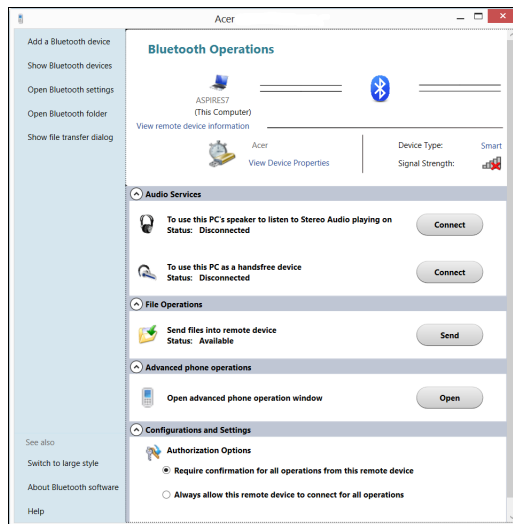 Acer
Add a Bluetooth device
Show Bluetooth devices
Open Bluetooth settings
Open Bluetooth folder
Show file transfer dialog
Bluetooth Operations
ASPIRES7
(This Computer)
View remote device information
Acer
View Device Properties
Device Type: Smart
Signal Strength:
Audio Services
To use this PC's speaker to listen to Stereo Audio playing on
Status: Disconnected
Connect
To use this PC as a handsfree device
Status: Disconnected
Connect
File Operations
Send files into remote device
Status: Available
Send
Advanced phone operations
Open advanced phone operation window
Open
Configurations and Settings
Authorization Options
Require confirmation for all operations from this remote device
Always allow this remote device to connect for all operations
See also
Switch to large style
About Bluetooth software
Help